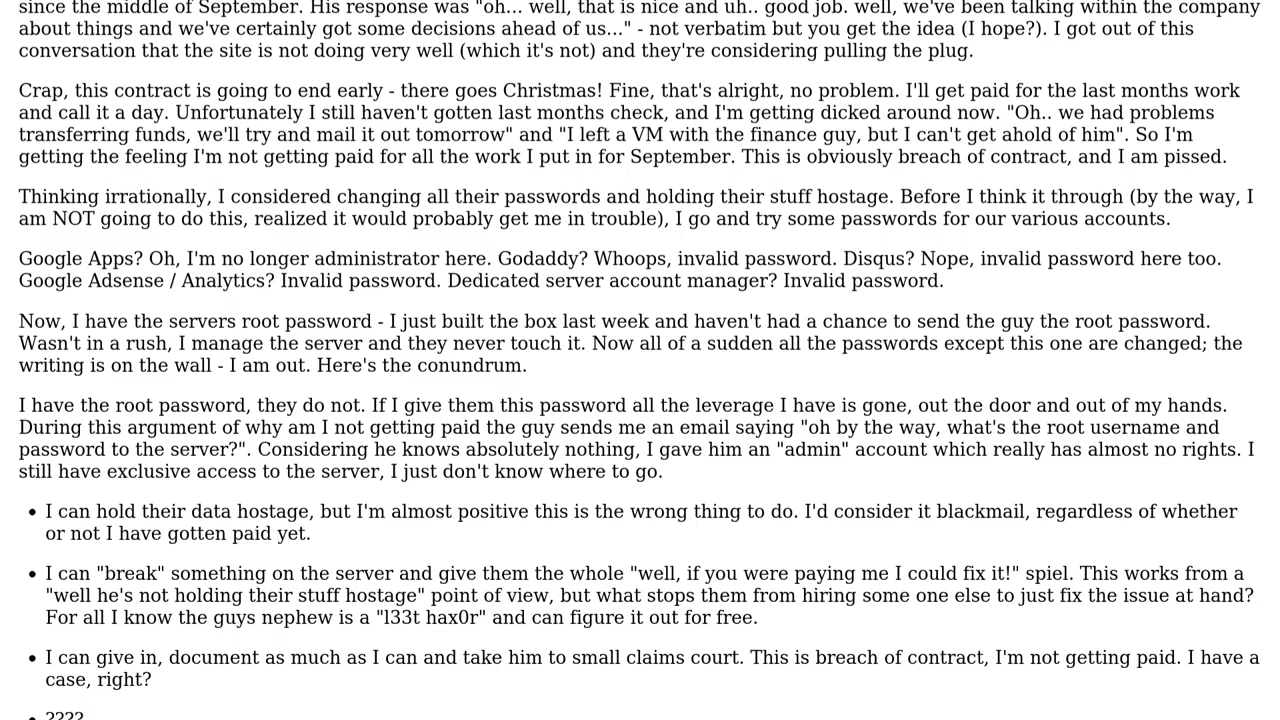 since the middle of September. His response was "oh... well, that is nice and uh.. good job. well, we've been talking within the company
about things and we've certainly got some decisions ahead of us..." - not verbatim but you get the idea (I hope?). I got out of this
conversation that the site is not doing very well (which it's not) and they're considering pulling the plug.
Crap, this contract is going to end early - there goes Christmas! Fine, that's alright, no problem. I'll get paid for the last months work
and call it a day. Unfortunately I still haven't gotten last months check, and I'm getting dicked around now. "Oh.. we had problems
transferring funds, we'll try and mail it out tomorrow" and "I left a VM with the finance guy, but I can't get ahold of him". So I'm
getting the feeling I'm not getting paid for all the work I put in for September. This is obviously breach of contract, and I am pissed.
Thinking irrationally, I considered changing all their passwords and holding their stuff hostage. Before I think it through (by the way, I
am NOT going to do this, realized it would probably get me in trouble), I go and try some passwords for our various accounts.
Google Apps? Oh, I'm no longer administrator here. Godaddy? Whoops, invalid password. Disqus? Nope, invalid password here too.
Google Adsense / Analytics? Invalid password. Dedicated server account manager? Invalid password.
Now, I have the servers root password - I just built the box last week and haven't had a chance to send the guy the root password.
Wasn't in a rush, I manage the server and they never touch it. Now all of a sudden all the passwords except this one are changed; the
writing is on the wall - I am out. Here's the conundrum.
I have the root password, they do not. If I give them this password all the leverage I have is gone, out the door and out of my hands.
During this argument of why am I not getting paid the guy sends me an email saying "oh by the way, what's the root username and
password to the server?". Considering he knows absolutely nothing, I gave him an "admin" account which really has almost no rights. I
still have exclusive access to the server, I just don't know where to go.
• I can hold their data hostage, but I'm almost positive this is the wrong thing to do. I'd consider it blackmail, regardless of whether
or not I have gotten paid yet.
• I can "break" something on the server and give them the whole "well, if you were paying me I could fix it!" spiel. This works from a
"well he's not holding their stuff hostage" point of view, but what stops them from hiring some one else to just fix the issue at hand?
For all I know the guys nephew is a "l33t hax0r" and can figure it out for free.
• I can give in, document as much as I can and take him to small claims court. This is breach of contract, I'm not getting paid. I have a
case, right?
• ????